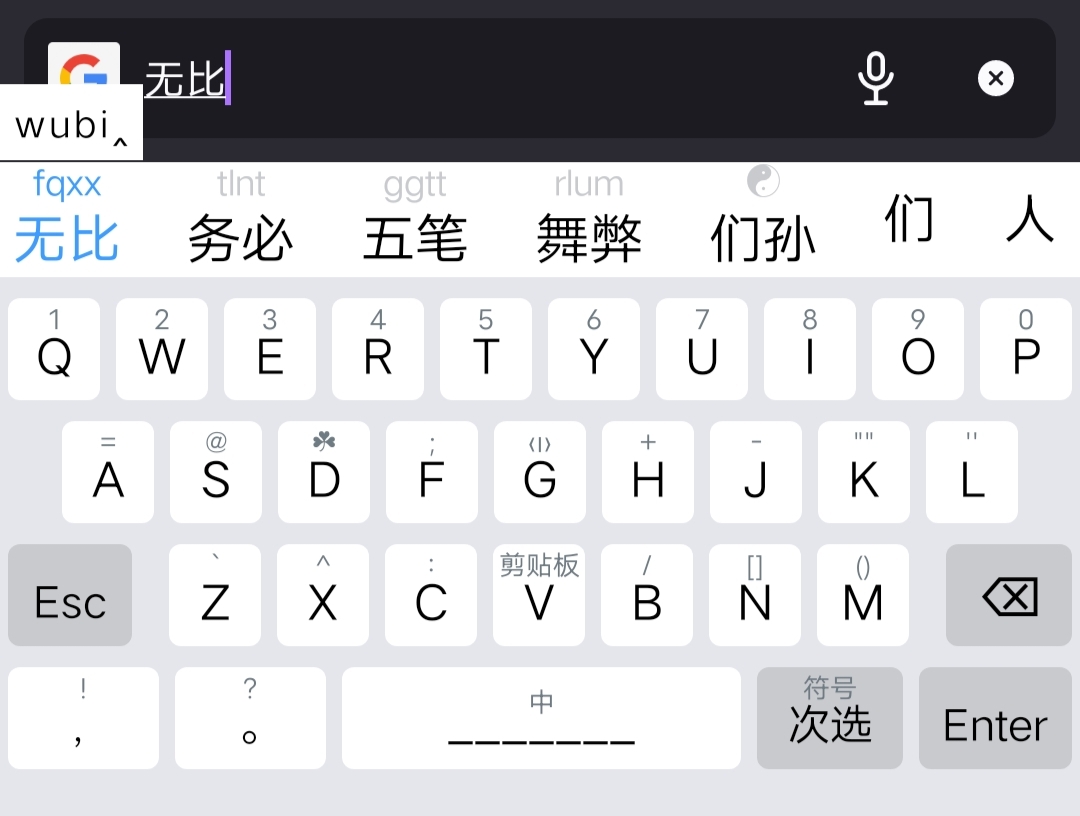 无比
wubi‸
fqxx tlnt ggtt rlum ☯
无比 务必 五笔 舞弊 们孙 们 人
1 2 3 4 5 6 7 8 9 0
Q W E R T Y U I O P
= @ ☘ ; ⟨|⟩ + - "" ''
A S D F G H J K L
` ^ : 剪贴板 / [] ()
Esc Z X C V B N M
! ? 中 符号
, 。 _______ 次选 Enter